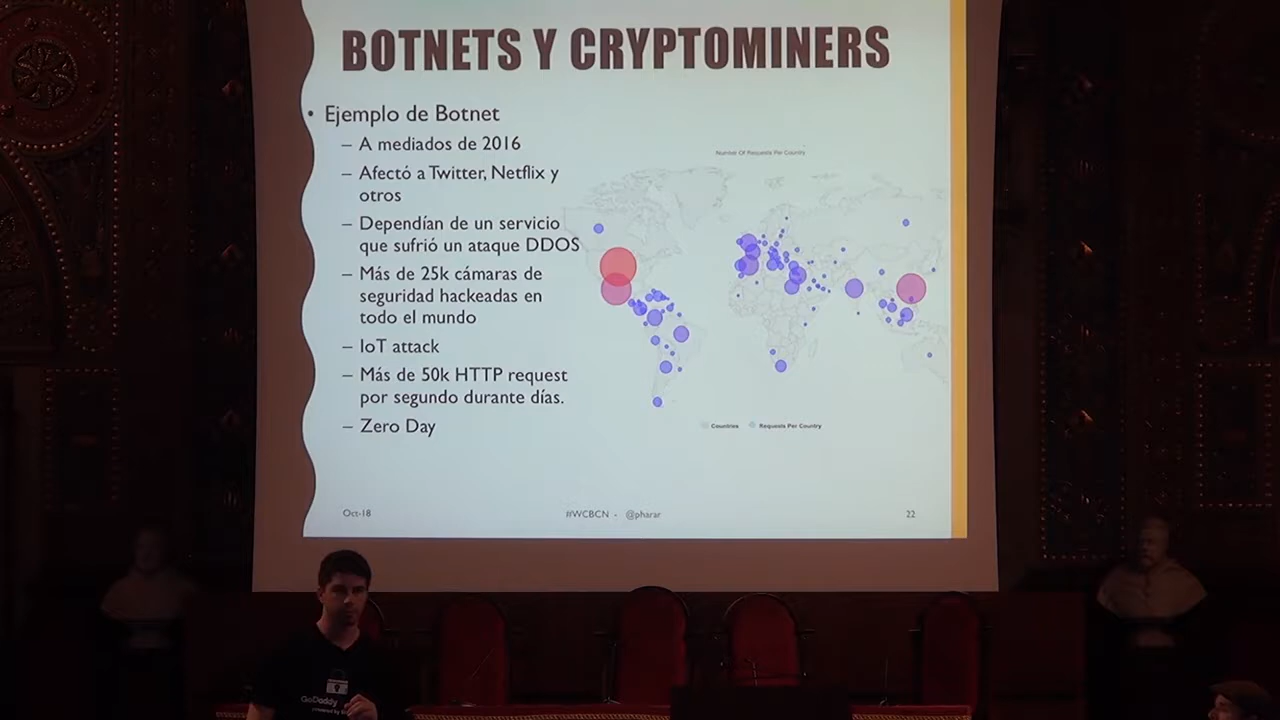 BOTNETS Y CRYPTOMINERS
• Ejemplo de Botnet
– A mediados de 2016
– Afectó a Twitter, Netflix y
otros
– Dependían de un servicio
que sufrió un ataque DDOS
– Más de 25k cámaras de
seguridad hackeadas en
todo el mundo
– IoT attack
– Más de 50k HTTP request
por segundo durante días.
– Zero Day
Number Of Requests Per Country
Countries Requests Per Country
Oct-18 #WCBCN - @pharar 22
GoDaddy
powered by